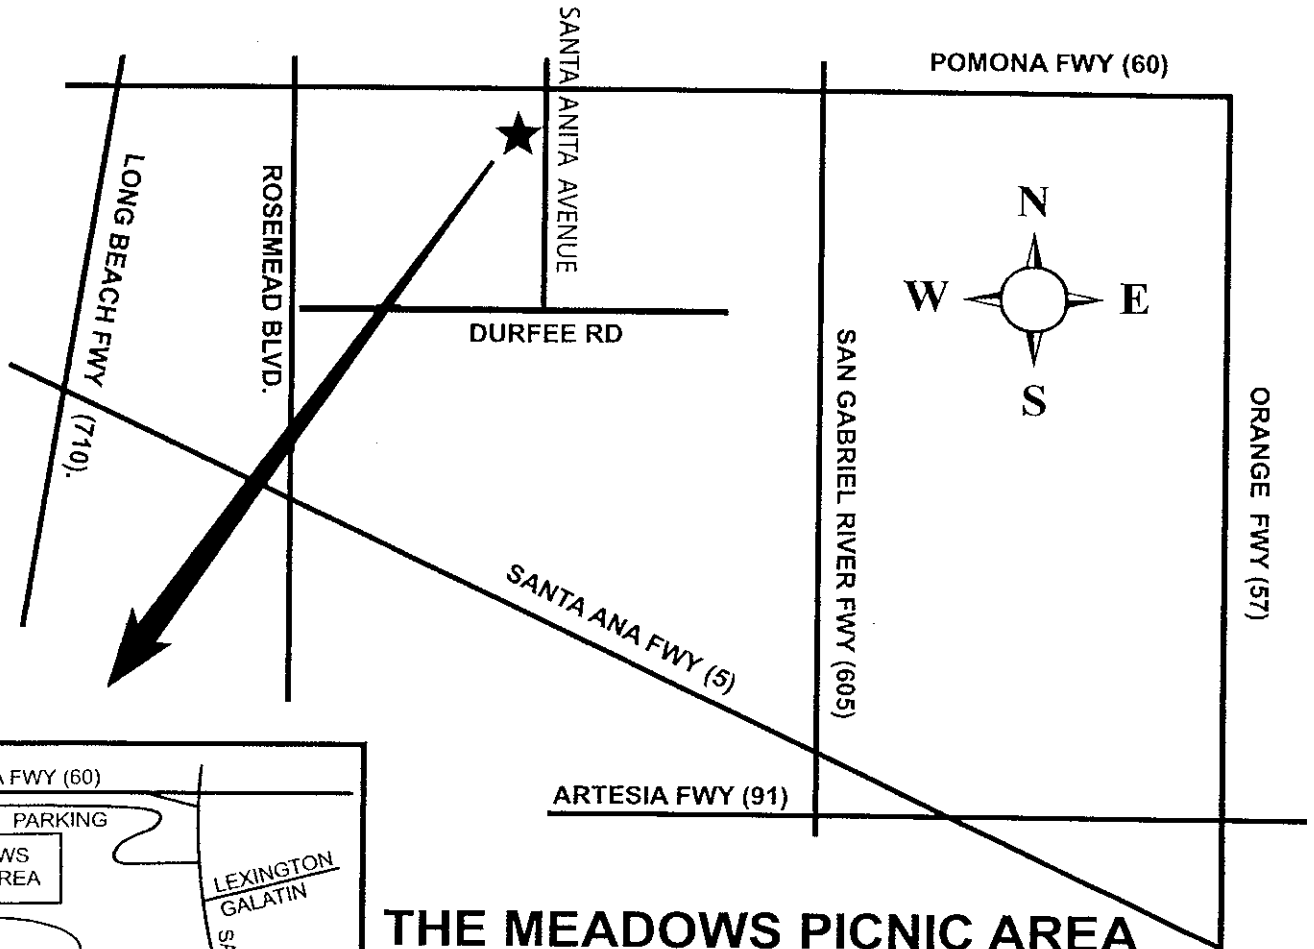 SANTA ANITA AVENUE
POMONA FWY (60)
LONG BEACH FWY (710).
ROSEMEAD BLVD.
DURFEE RD
N
W E
S
SAN GABRIEL RIVER FWY (605)
ORANGE FWY (57)
SANTA ANA FWY (5)
ARTESIA FWY (91)
A FWY (60)
PARKING
WS
REA
LEXINGTON
GALATIN
THE MEADOWS PICNIC AREA